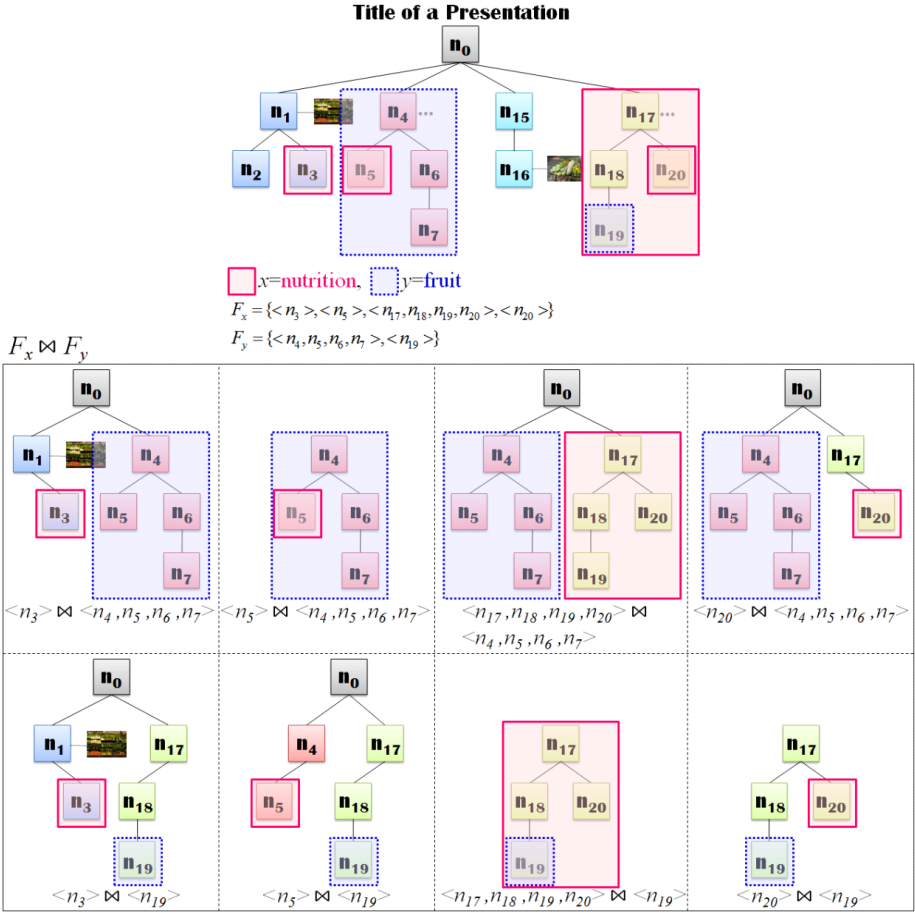 Title of a Presentation
n0
n1 n4 ... n15 n17 ...
n2 n3 n5 n6 n16 n18 n20
n7 n19
x=nutrition, y=fruit
Fx = {< n3 >,< n5 >,< n17, n18, n19, n20 >,< n20 >}
Fy = {< n4, n5, n6, n7 >,< n19 >}
Fx ⋈ Fy
n0 n0 n0
n1 n4 n4 n4 n17 n4 n17
n3 n5 n6 n5 n6 n5 n6 n18 n20 n5 n6 n20
n7 n7 n7 n19 n7
<n3> ⋈ <n4 ,n5 ,n6 ,n7> <n5> ⋈ <n4 ,n5 ,n6 ,n7> <n17, n18, n19, n20> ⋈ <n20> ⋈ <n4 ,n5 ,n6 ,n7>
<n4 ,n5 ,n6 ,n7>
n0 n0
n1 n17 n4 n17 n17 n17
n3 n18 n5 n18 n18 n20 n18 n20
n19 n19 n19 n19
<n3> ⋈ <n19> <n5> ⋈ <n19> <n17, n18, n19, n20> ⋈ <n19> <n20> ⋈ <n19>